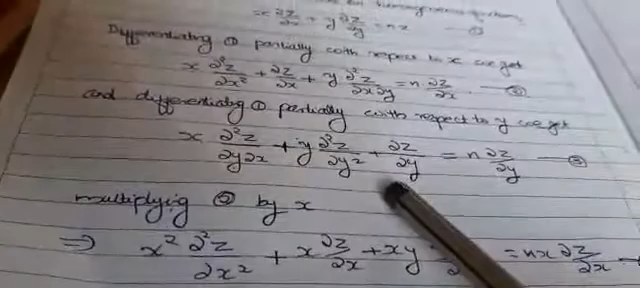 x ∂z/∂x + y ∂z/∂y = nz — ①
Differentiating ① partially with respect to x we get
x ∂²z/∂x² + ∂z/∂x + y ∂²z/∂x∂y = n ∂z/∂x — ②
and differentiating ① partially with respect to y we get
x ∂²z/∂y∂x + y ∂²z/∂y² + ∂z/∂y = n ∂z/∂y — ③
multiplying ② by x
⇒ x² ∂²z/∂x² + x ∂z/∂x + xy = nx ∂z/∂x